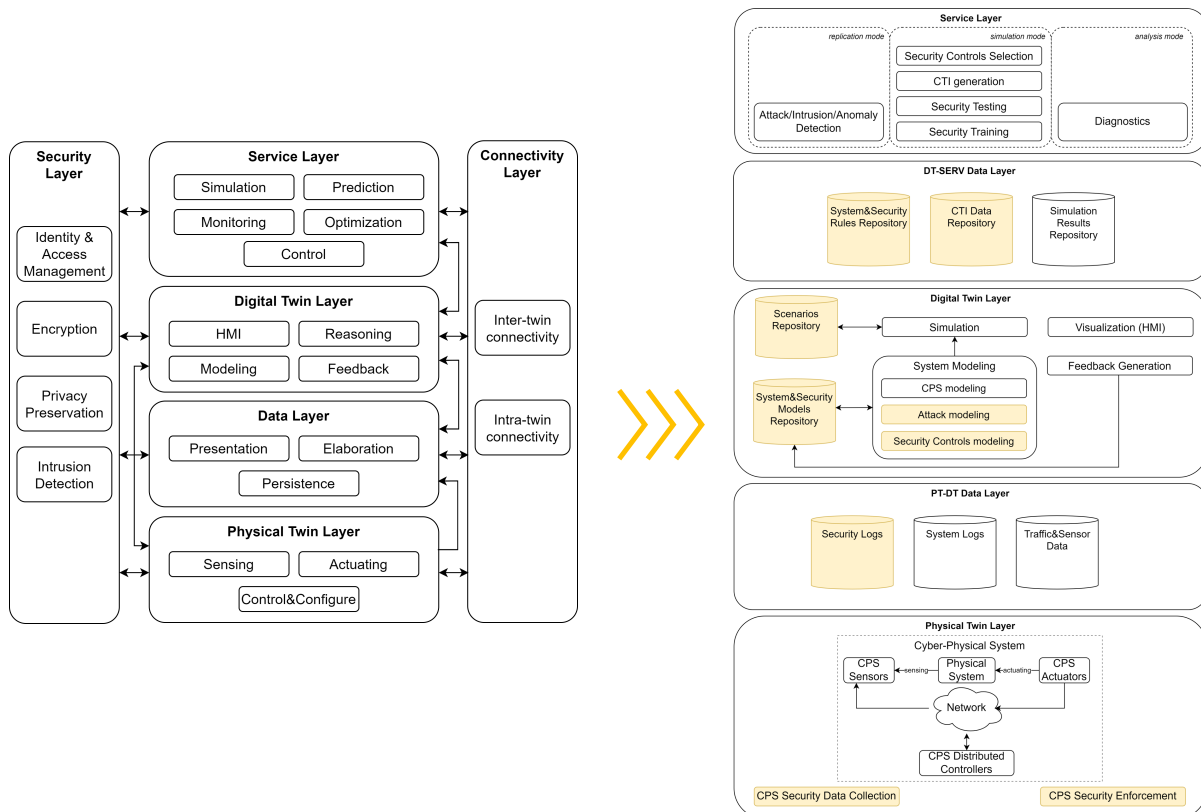 Security
Layer
Identity &
Access
Management
Encryption
Privacy
Preservation
Intrusion
Detection
Service Layer
Simulation
Prediction
Monitoring
Optimization
Control
Digital Twin Layer
HMI
Reasoning
Modeling
Feedback
Data Layer
Presentation
Elaboration
Persistence
Physical Twin Layer
Sensing
Actuating
Control&Configure
Connectivity
Layer
Inter-twin
connectivity
Intra-twin
connectivity
Service Layer
replication mode
Attack/Intrusion/Anomaly
Detection
simulation mode
Security Controls Selection
CTI generation
Security Testing
Security Training
analysis mode
Diagnostics
DT-SERV Data Layer
System&Security
Rules Repository
CTI Data
Repository
Simulation
Results
Repository
Digital Twin Layer
Scenarios
Repository
Simulation
Visualization (HMI)
System Modeling
CPS modeling
Attack modeling
Security Controls modeling
Feedback Generation
System&Security
Models
Repository
PT-DT Data Layer
Security Logs
System Logs
Traffic&Sensor
Data
Physical Twin Layer
Cyber-Physical System
CPS
Sensors
sensing
Physical
System
actuating
CPS
Actuators
Network
CPS Distributed
Controllers
CPS Security Data Collection
CPS Security Enforcement